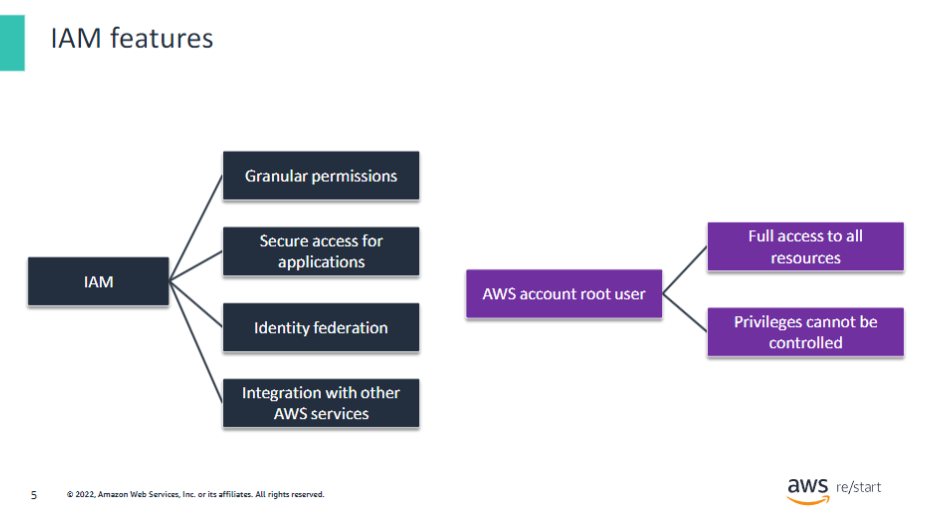 IAM features
Granular permissions
Secure access for
applications
IAM
Identity federation
Integration with other
AWS services
AWS account root user
Full access to all
resources
Privileges cannot be
controlled
5
© 2022, Amazon Web Services, Inc. or its affiliates. All rights reserved.
aws re/start